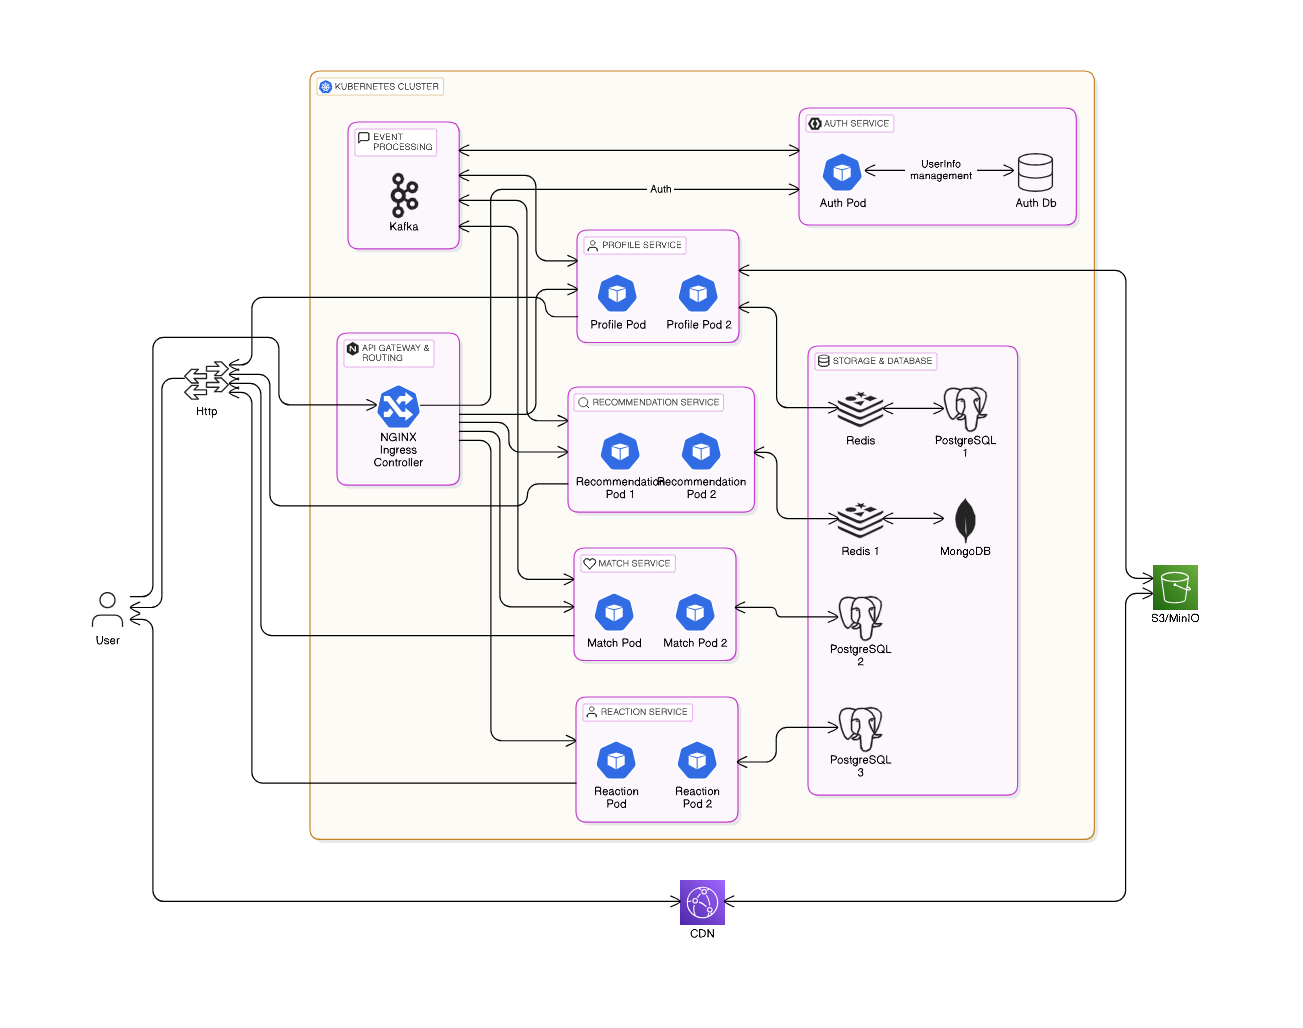 KUBERNETES CLUSTER
EVENT
PROCESSING
Kafka
AUTH SERVICE
Auth Pod
UserInfo
management
Auth Db
Auth
PROFILE SERVICE
Profile Pod
Profile Pod 2
API GATEWAY &
ROUTING
NGINX
Ingress
Controller
Http
STORAGE & DATABASE
Redis
PostgreSQL
1
RECOMMENDATION SERVICE
Recommendation
Pod 1
Recommendation
Pod 2
Redis 1
MongoDB
MATCH SERVICE
Match Pod
Match Pod 2
PostgreSQL
2
User
S3/MinIO
REACTION SERVICE
Reaction
Pod
Reaction
Pod 2
PostgreSQL
3
CDN